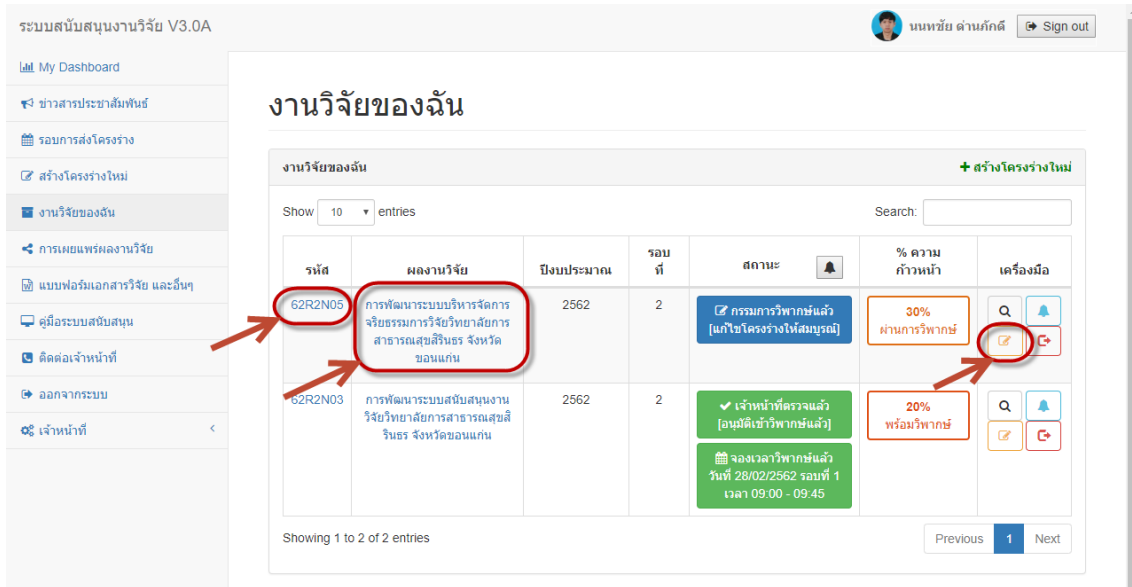 ระบบสนับสนุนงานวิจัย V3.0A
นนทชัย ด่านภักดี
Sign out
My Dashboard
ข่าวสารประชาสัมพันธ์
รอบการส่งโครงร่าง
สร้างโครงร่างใหม่
งานวิจัยของฉัน
การเผยแพร่ผลงานวิจัย
แบบฟอร์มเอกสารวิจัย และอื่นๆ
คู่มือระบบสนับสนุน
ติดต่อเจ้าหน้าที่
ออกจากระบบ
เจ้าหน้าที่
งานวิจัยของฉัน
งานวิจัยของฉัน
+ สร้างโครงร่างใหม่
Show 10 entries
Search:
รหัส
ผลงานวิจัย
ปีงบประมาณ
รอบ
ที่
สถานะ
% ความ
ก้าวหน้า
เครื่องมือ
62R2N05
การพัฒนาระบบบริหารจัดการ
จริยธรรมการวิจัยวิทยาลัยการ
สาธารณสุขสิรินธร จังหวัด
ขอนแก่น
2562
2
กรรมการวิพากษ์แล้ว
[แก้ไขโครงร่างให้สมบูรณ์]
30%
ผ่านการวิพากษ์
62R2N03
การพัฒนาระบบสนับสนุนงาน
วิจัยวิทยาลัยการสาธารณสุขสิ
รินธร จังหวัดขอนแก่น
2562
2
เจ้าหน้าที่ตรวจแล้ว
[อนุมัติเข้าวิพากษ์แล้ว]
จองเวลาวิพากษ์แล้ว
วันที่ 28/02/2562 รอบที่ 1
เวลา 09:00 - 09:45
20%
พร้อมวิพากษ์
Showing 1 to 2 of 2 entries
Previous 1 Next